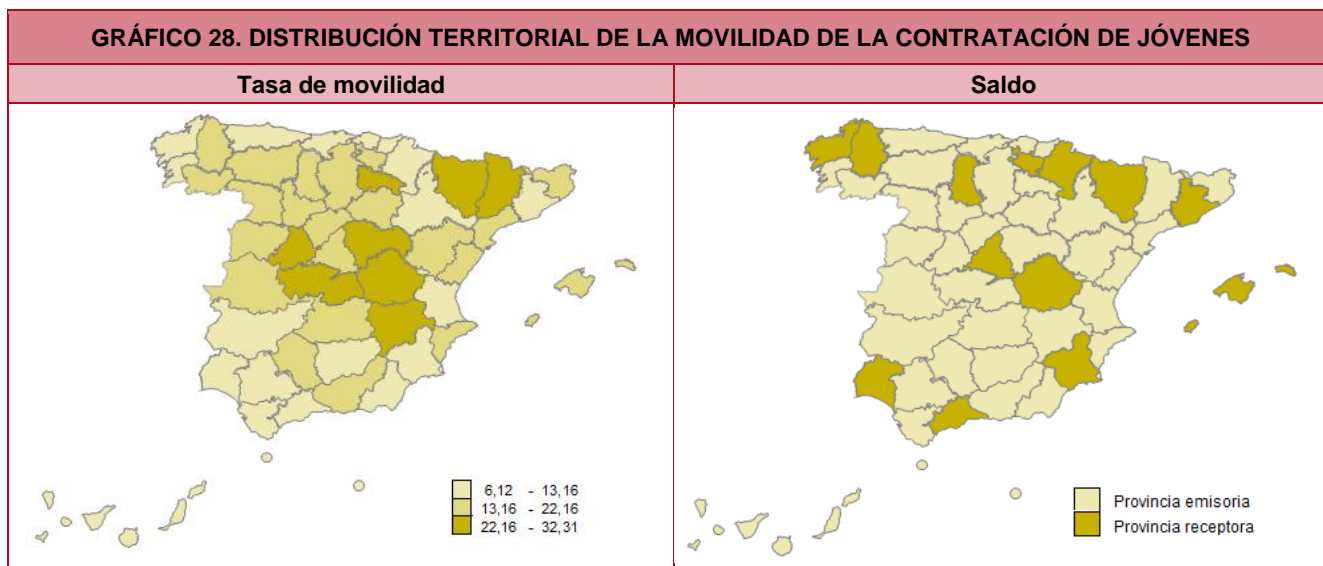 GRÁFICO 28. DISTRIBUCIÓN TERRITORIAL DE LA MOVILIDAD DE LA CONTRATACIÓN DE JÓVENES
Tasa de movilidad
Saldo
6,12 - 13,16
13,16 - 22,16
22,16 - 32,31
Provincia emisoria
Provincia receptora